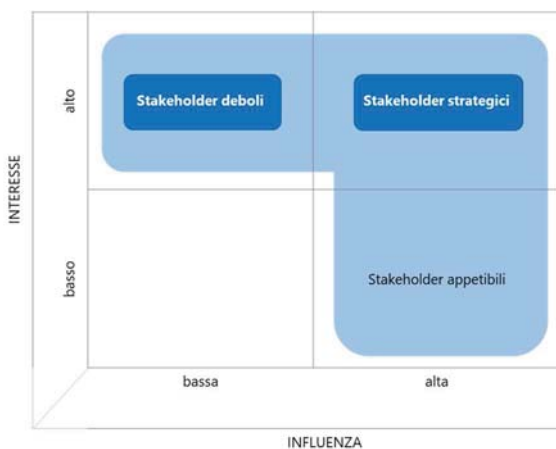 alto
Stakeholder deboli
Stakeholder strategici
INTERESSE
basso
Stakeholder appetibili
bassa
alta
INFLUENZA